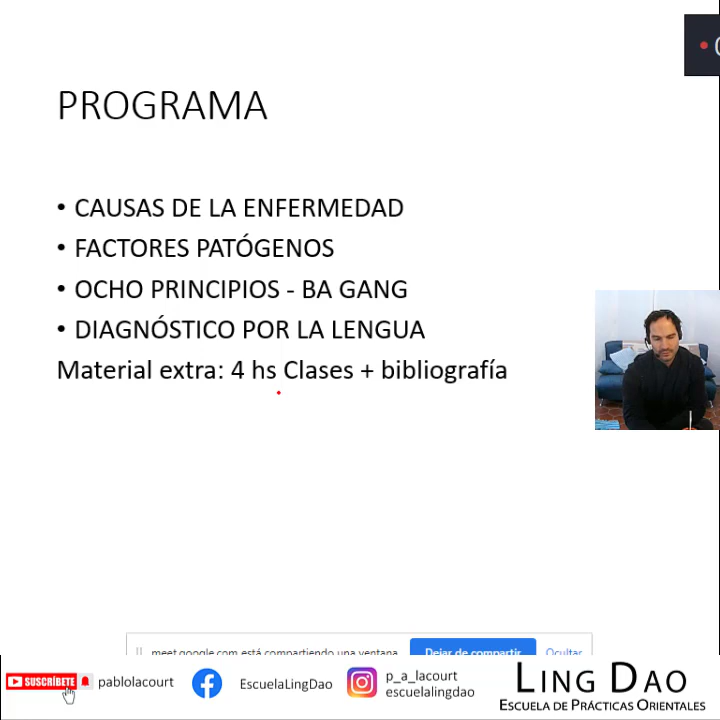 PROGRAMA
• CAUSAS DE LA ENFERMEDAD
• FACTORES PATÓGENOS
• OCHO PRINCIPIOS - BA GANG
• DIAGNÓSTICO POR LA LENGUA
Material extra: 4 hs Clases + bibliografía
meet.google.com está compartiendo una ventana.
Dejar de compartir
Ocultar
SUSCRÍBETE
pablolacourt
EscuelaLingDao
p_a_lacourt
escuelalingdao
LING DAO
ESCUELA DE PRÁCTICAS ORIENTALES